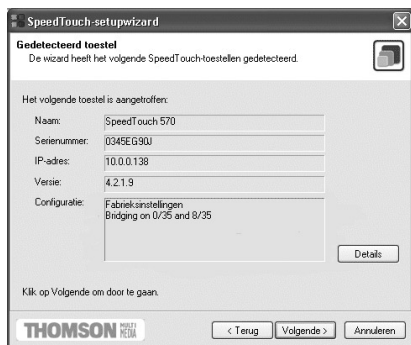 SpeedTouch-setupwizard
Gedetecteerd toestel
De wizard heeft het volgende SpeedTouch-toestellen gedetecteerd.
Het volgende toestel is aangetroffen:
Naam: SpeedTouch 570
Serienummer: 0345EG90J
IP-adres: 10.0.0.138
Versie: 4.2.1.9
Configuratie: Fabrieksinstellingen
Bridging on 0/35 and 8/35
Details
Klik op Volgende om door te gaan.
THOMSON MULTI MEDIA
< Terug Volgende > Annuleren